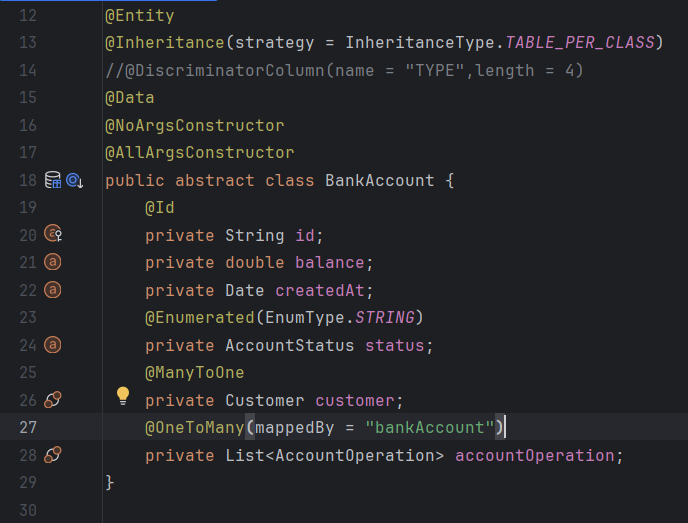 12 @Entity
13 @Inheritance(strategy = InheritanceType.TABLE_PER_CLASS)
14 //@DiscriminatorColumn(name = "TYPE",length = 4)
15 @Data
16 @NoArgsConstructor
17 @AllArgsConstructor
18 public abstract class BankAccount {
19 @Id
20 private String id;
21 private double balance;
22 private Date createdAt;
23 @Enumerated(EnumType.STRING)
24 private AccountStatus status;
25 @ManyToOne
26 private Customer customer;
27 @OneToMany(mappedBy = "bankAccount")
28 private List<AccountOperation> accountOperation;
29 }
30